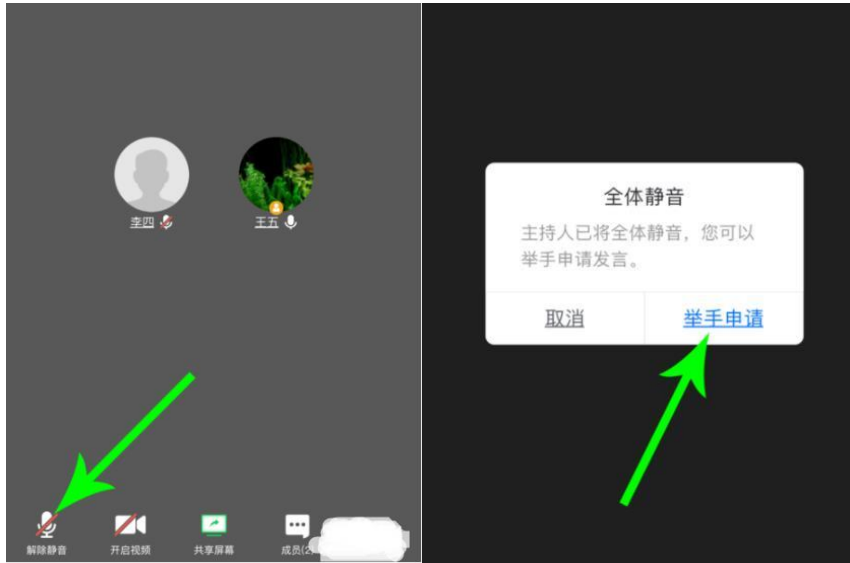 李四
王五
解除静音
开启视频
共享屏幕
成员(2)
全体静音
主持人已将全体静音，您可以
举手申请发言。
取消
举手申请